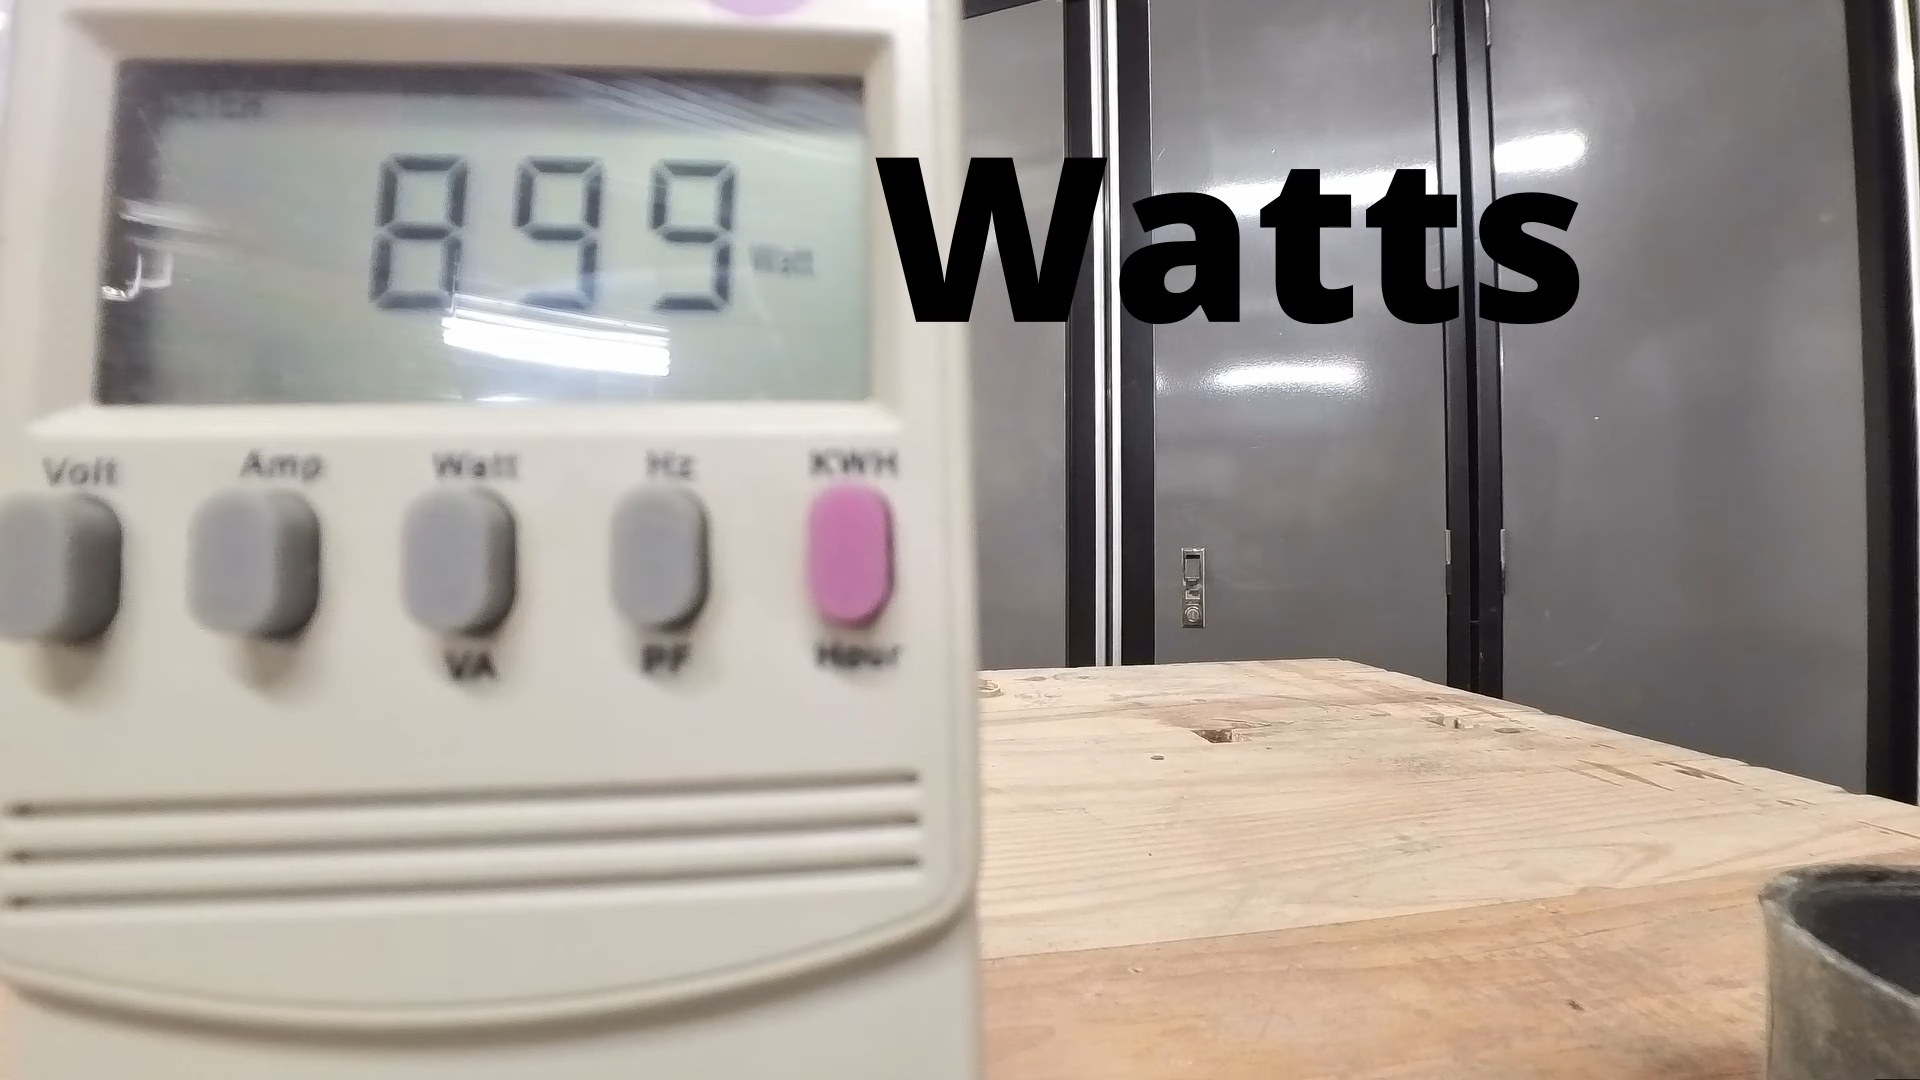 899 Watt
Watts
Volt Amp Watt Hz KWH
VA PF Hour